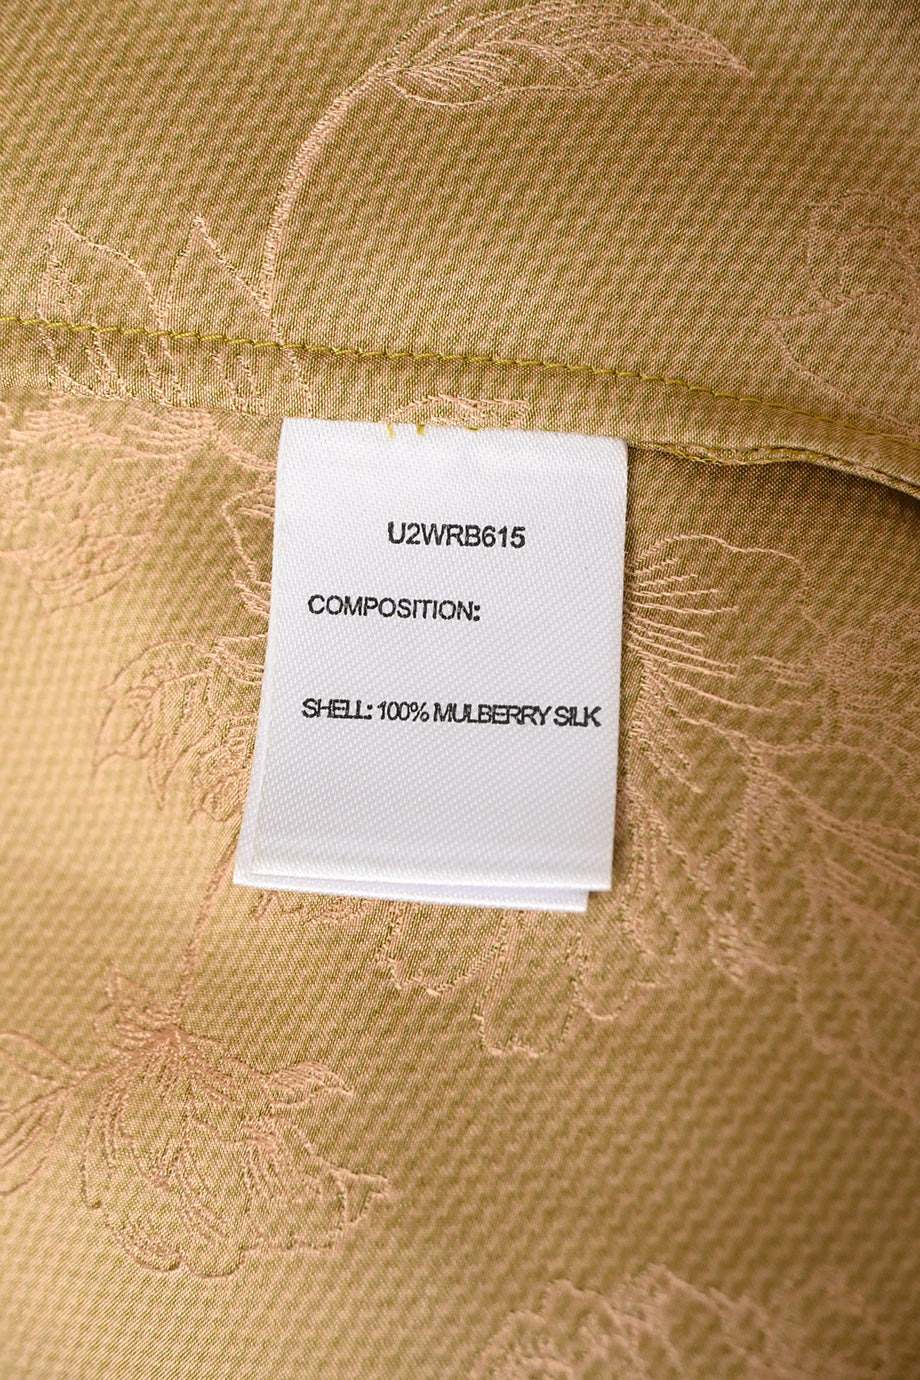 U2WRB615
COMPOSITION:
SHELL: 100% MULBERRY SILK